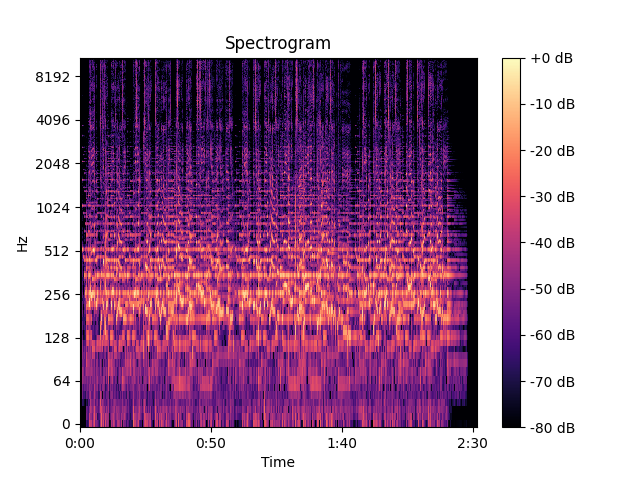 Spectrogram
Hz
8192
4096
2048
1024
512
256
128
64
0
0:00
0:50
1:40
2:30
Time
+0 dB
-10 dB
-20 dB
-30 dB
-40 dB
-50 dB
-60 dB
-70 dB
-80 dB